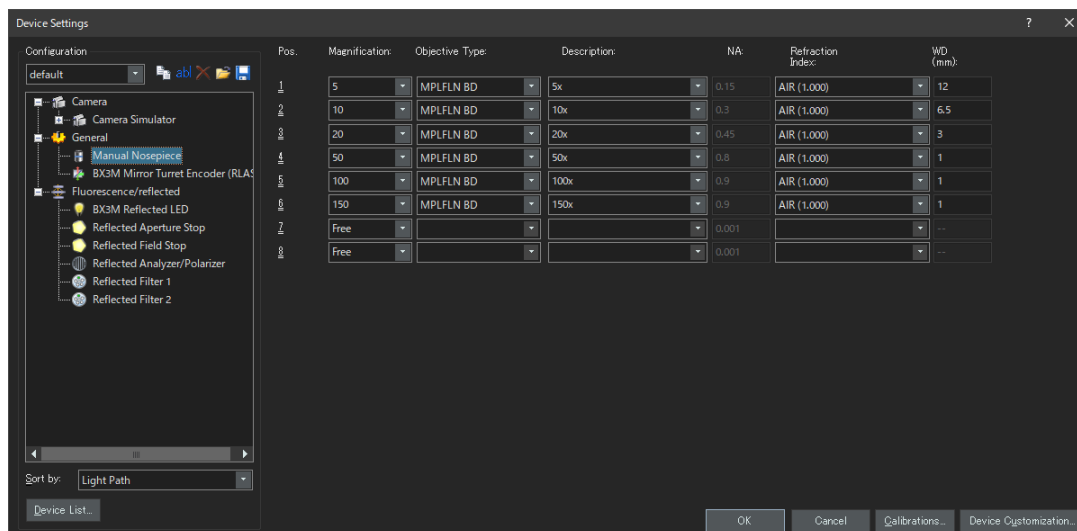 Device Settings
?
×
Configuration
default
abl
Camera
Camera Simulator
General
Manual Nosepiece
BX3M Mirror Turret Encoder (RLAS
Fluorescence/reflected
BX3M Reflected LED
Reflected Aperture Stop
Reflected Field Stop
Reflected Analyzer/Polarizer
Reflected Filter 1
Reflected Filter 2
Sort by: Light Path
Device List...
Pos. Magnification: Objective Type: Description: NA: Refraction Index: WD (mm):
1 5 MPLFLN BD 5x 0.15 AIR (1.000) 12
2 10 MPLFLN BD 10x 0.3 AIR (1.000) 6.5
3 20 MPLFLN BD 20x 0.45 AIR (1.000) 3
4 50 MPLFLN BD 50x 0.8 AIR (1.000) 1
5 100 MPLFLN BD 100x 0.9 AIR (1.000) 1
6 150 MPLFLN BD 150x 0.9 AIR (1.000) 1
7 Free 0.001 --
8 Free 0.001 --
OK Cancel Calibrations... Device Customization...